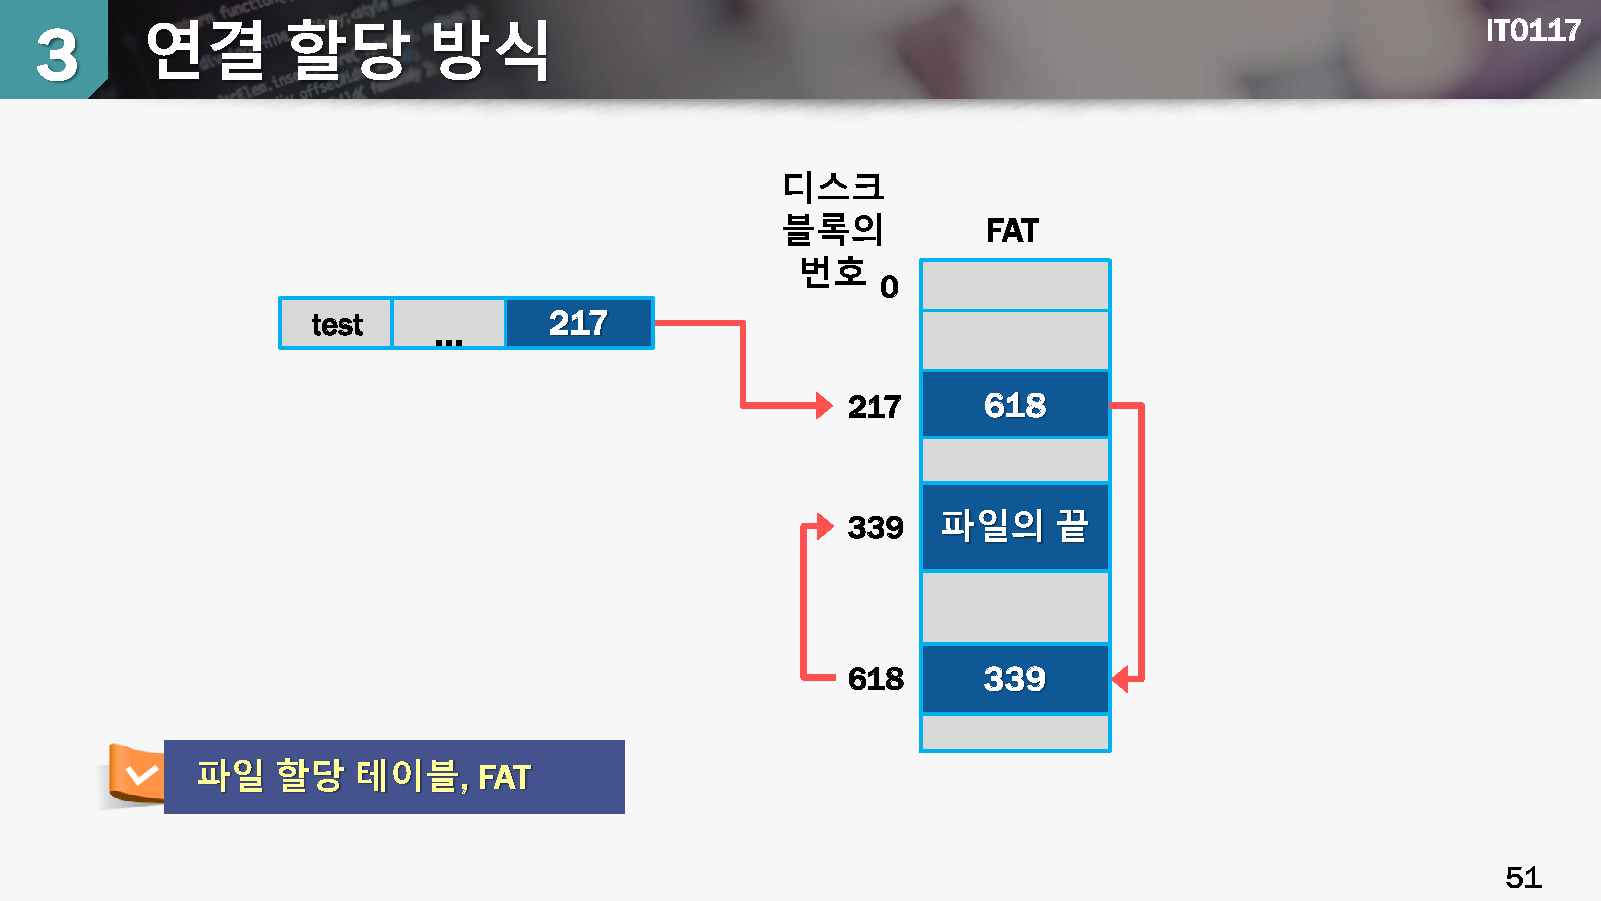 3 연결 할당 방식
IT0117
디스크
블록의
번호 0
FAT
test ... 217
217 618
339 파일의 끝
618 339
파일 할당 테이블, FAT
51